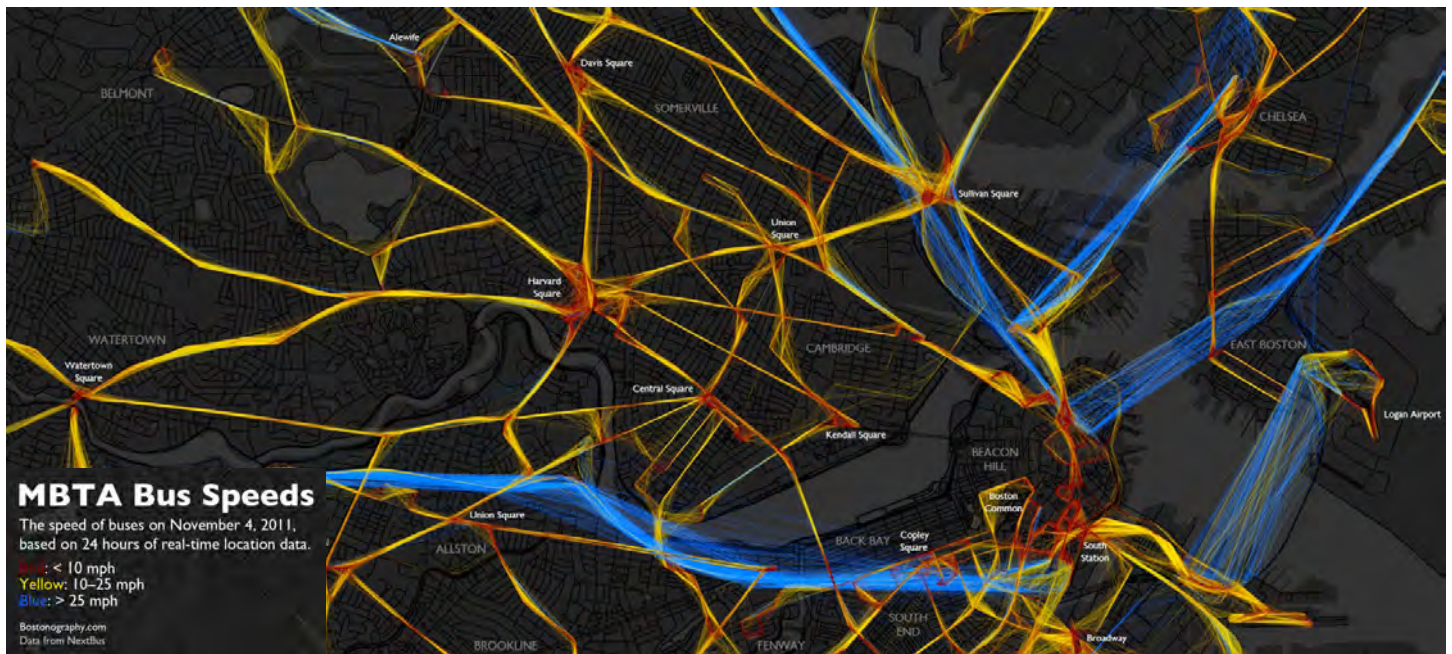 Alewife
Davis Square
BELMONT
SOMERVILLE
CHELSEA
Sullivan Square
Union
Square
Harvard
Square
WATERTOWN
CAMBRIDGE
EAST BOSTON
Watertown
Square
Central Square
Logan Airport
Kendall Square
BEACON
HILL
Boston
Common
Union Square
Copley
Square
BACK BAY
ALLSTON
South
Station
SOUTH
END
Broadway
BROOKLINE
FENWAY
MBTA Bus Speeds
The speed of buses on November 4, 2011,
based on 24 hours of real-time location data.
Red: < 10 mph
Yellow: 10–25 mph
Blue: > 25 mph
Bostonography.com
Data from NextBus